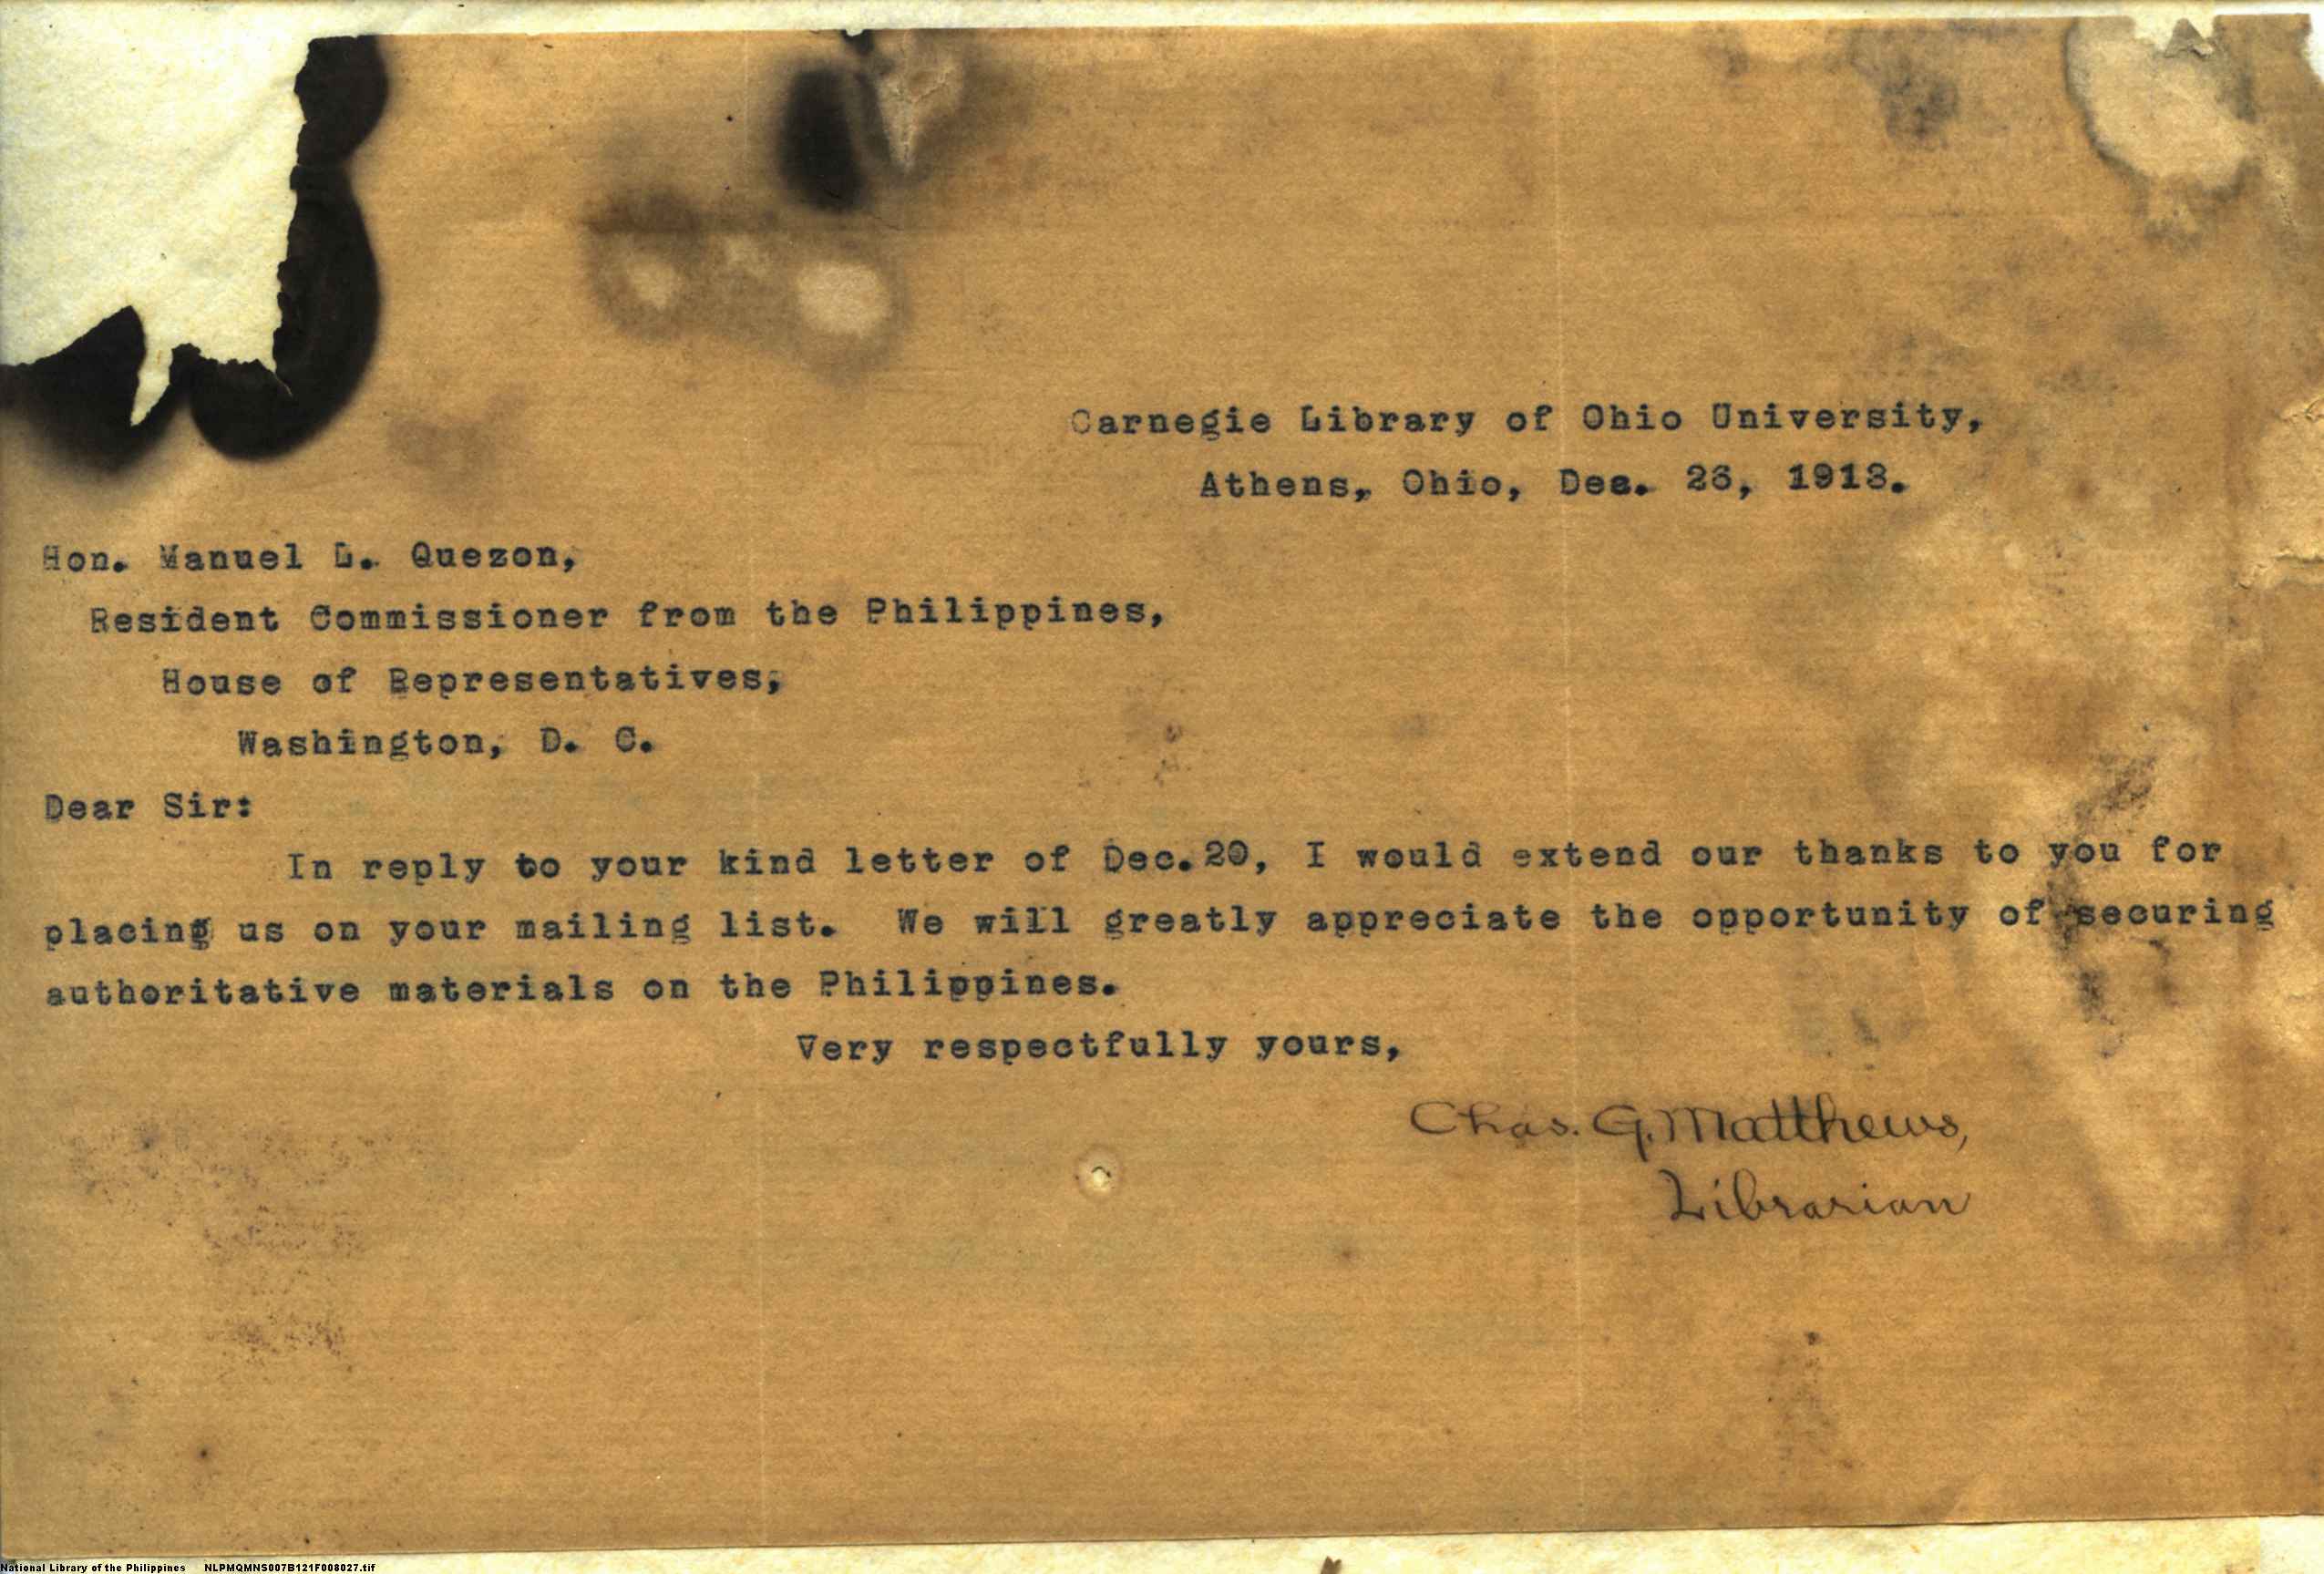 Carnegie Library of Ohio University,
Athens, Ohio, Dec. 26, 1913.
Hon. Manuel L. Quezon,
Resident Commissioner from the Philippines,
House of Representatives,
Washington, D. C.
Dear Sir:
In reply to your kind letter of Dec.20, I would extend our thanks to you for
placing us on your mailing list. We will greatly appreciate the opportunity of securing
authoritative materials on the Philippines.
Very respectfully yours,
Chas. G. Matthews,
Librarian
National Library of the Philippines NLPMQMNS007B121F008027.tif